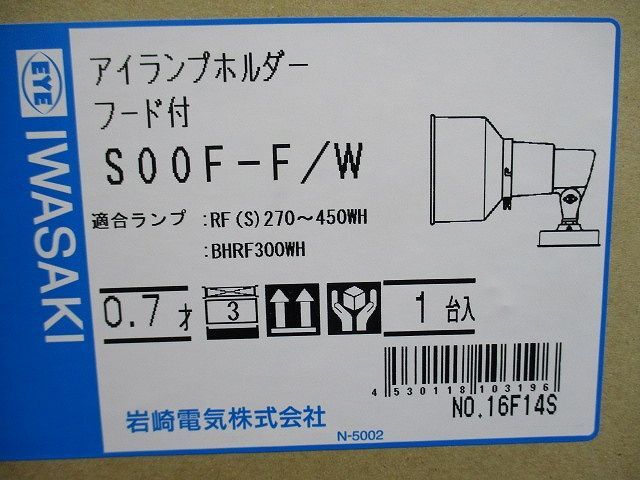 EYE
IWASAKI
アイランプホルダー
フード付
S00F-F/W
適合ランプ :RF(S)270～450WH
:BHRF300WH
0.7才
3
1台入
4 530118 103196
NO.16F14S
岩崎電気株式会社
N-5002